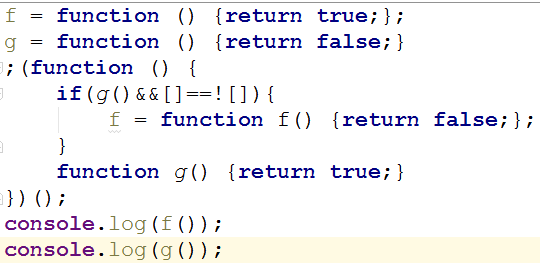 f = function () {return true;};
g = function () {return false;}
;(function () {
    if(g()&&[]==![]){
        f = function f() {return false;};
    }
    function g() {return true;}
})();
console.log(f());
console.log(g());